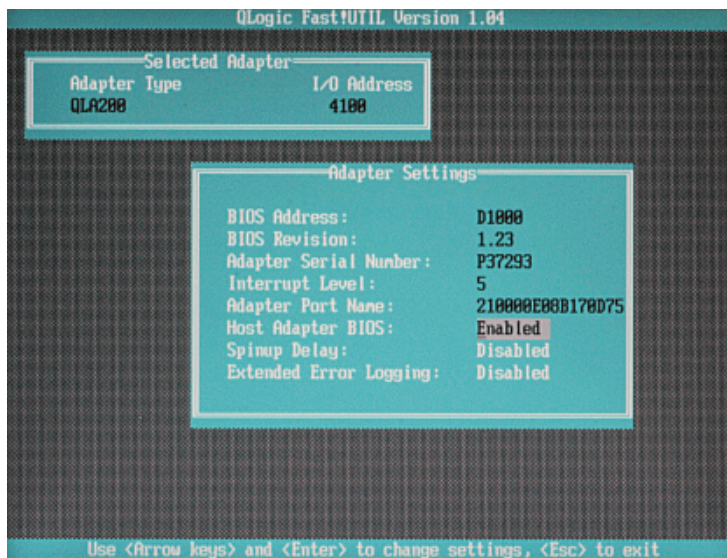 QLogic Fast!UTIL Version 1.04
Selected Adapter
Adapter Type I/O Address
QLA200 4100
Adapter Settings
BIOS Address: D1000
BIOS Revision: 1.23
Adapter Serial Number: P37293
Interrupt Level: 5
Adapter Port Name: 210000E08B170D75
Host Adapter BIOS: Enabled
Spinup Delay: Disabled
Extended Error Logging: Disabled
Use <Arrow keys> and <Enter> to change settings, <Esc> to exit